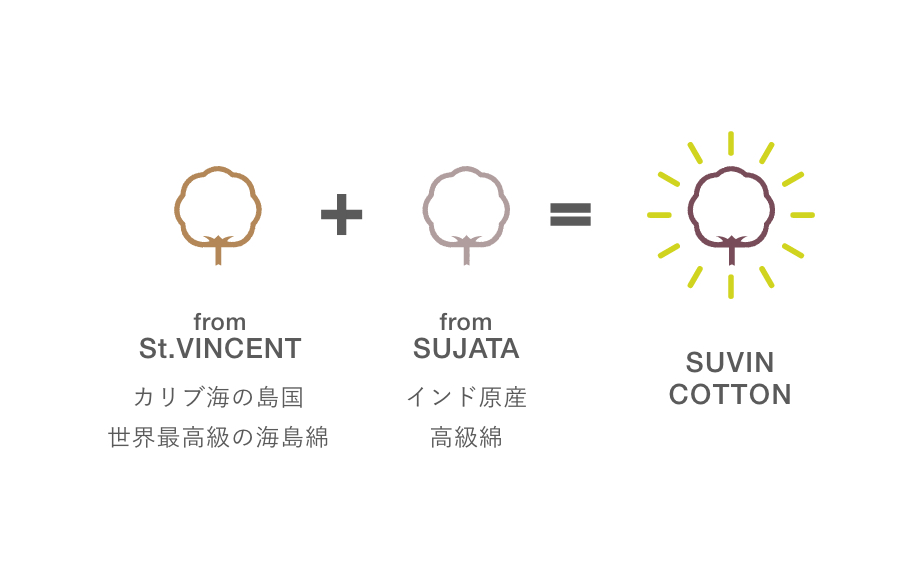 from
St.VINCENT
カリブ海の島国
世界最高級の海島綿
+
from
SUJATA
インド原産
高級綿
=
SUVIN
COTTON